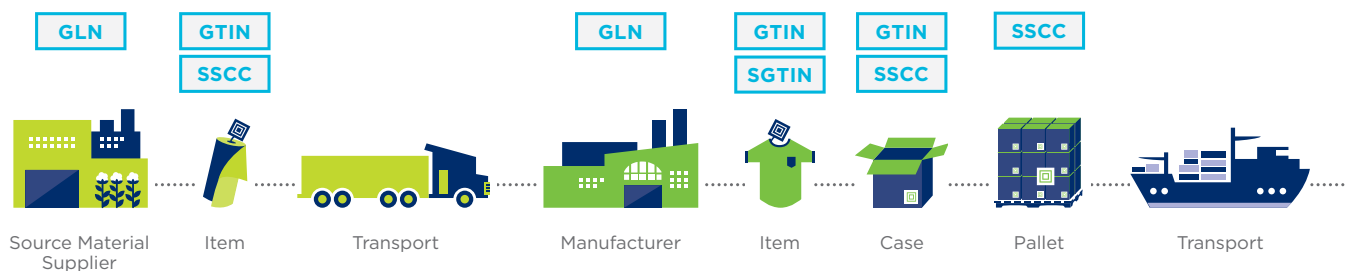 GLN
GTIN
SSCC
GLN
GTIN
SGTIN
GTIN
SSCC
SSCC
Source Material
Supplier
Item
Transport
Manufacturer
Item
Case
Pallet
Transport